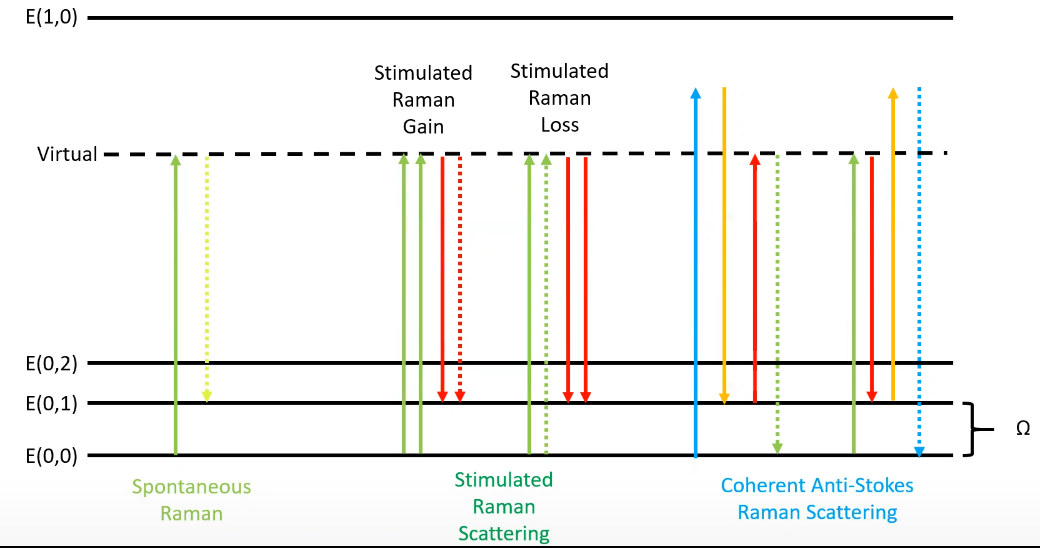 E(1,0)
Stimulated
Raman
Gain
Stimulated
Raman
Loss
Virtual
E(0,2)
E(0,1)
Ω
E(0,0)
Spontaneous
Raman
Stimulated
Raman
Scattering
Coherent Anti-Stokes
Raman Scattering